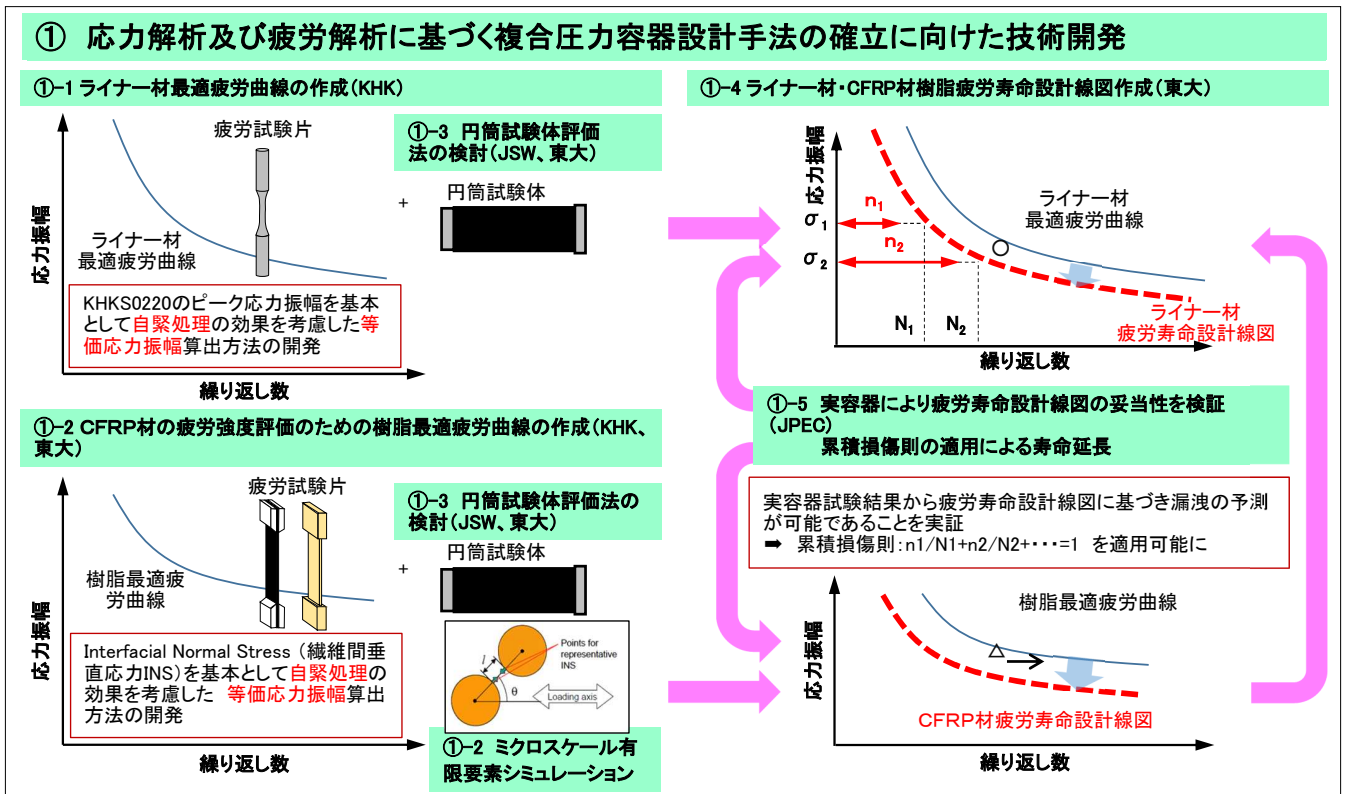 ① 応力解析及び疲労解析に基づく複合圧力容器設計手法の確立に向けた技術開発
①-1 ライナー材最適疲労曲線の作成(KHK)
応力振幅
疲労試験片
ライナー材
最適疲労曲線
KHKS0220のピーク応力振幅を基本
として自緊処理の効果を考慮した等
価応力振幅算出方法の開発
繰り返し数
①-3 円筒試験体評価
法の検討(JSW、東大)
+
円筒試験体
①-2 CFRP材の疲労強度評価のための樹脂最適疲労曲線の作成(KHK、
東大)
応力振幅
疲労試験片
樹脂最適疲
労曲線
Interfacial Normal Stress (繊維間垂
直応力INS)を基本として自緊処理の
効果を考慮した 等価応力振幅算出
方法の開発
繰り返し数
①-3 円筒試験体評価法の
検討(JSW、東大)
+
円筒試験体
Points for
representative
INS
l
θ
Loading axis
①-2 ミクロスケール有
限要素シミュレーション
①-4 ライナー材・CFRP材樹脂疲労寿命設計線図作成(東大)
応力振幅
σ1
n1
σ2
n2
N1
N2
ライナー材
最適疲労曲線
ライナー材
疲労寿命設計線図
繰り返し数
①-5 実容器により疲労寿命設計線図の妥当性を検証
(JPEC)
累積損傷則の適用による寿命延長
実容器試験結果から疲労寿命設計線図に基づき漏洩の予測
が可能であることを実証
➡ 累積損傷則:n1/N1+n2/N2+・・・=1 を適用可能に
応力振幅
樹脂最適疲労曲線
CFRP材疲労寿命設計線図
繰り返し数